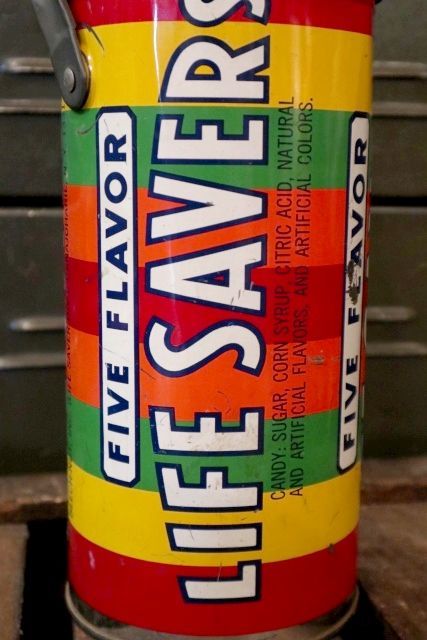 FIVE FLAVOR
LIFE SAVERS
CANDY: SUGAR, CORN SYRUP, CITRIC ACID, NATURAL
AND ARTIFICIAL FLAVORS, AND ARTIFICIAL COLORS.
FIVE FLAVOR